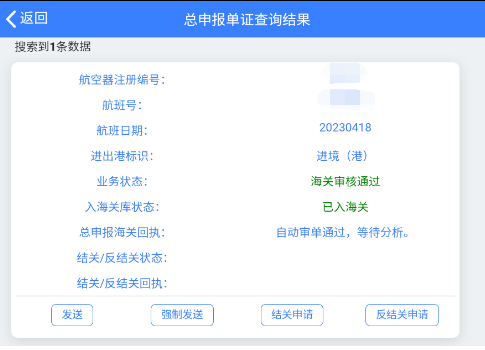 返回 总申报单证查询结果
搜索到1条数据
航空器注册编号：
航班号：
航班日期： 20230418
进出港标识： 进境（港）
业务状态： 海关审核通过
入海关库状态： 已入海关
总申报海关回执： 自动审单通过，等待分析。
结关/反结关状态：
结关/反结关回执：
发送 强制发送 结关申请 反结关申请